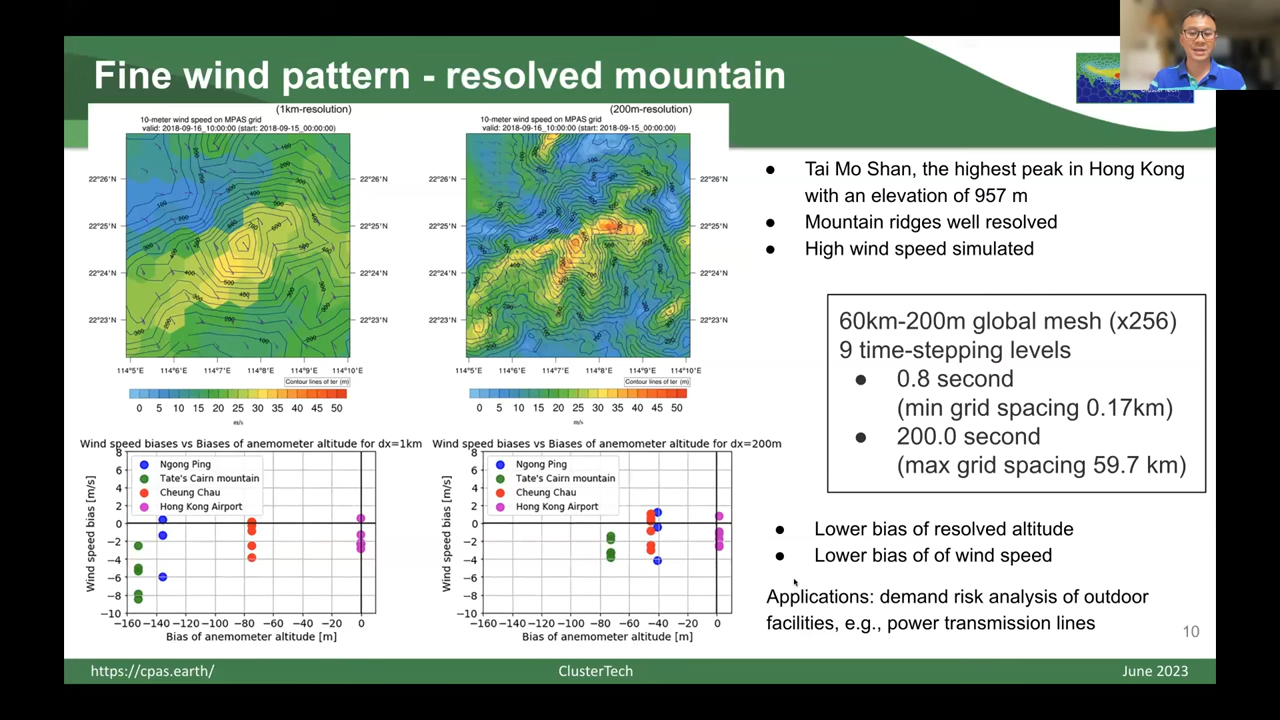 Fine wind pattern - resolved mountain
ClusterTech
(1km-resolution)
10-meter wind speed on MPAS grid
valid: 2018-09-16_10:00:00 (start: 2018-09-15_00:00:00)
22°26'N
22°25'N
22°24'N
22°23'N
114°5'E 114°6'E 114°7'E 114°8'E 114°9'E 114°10'E
Contour lines of ter (m)
0 5 10 15 20 25 30 35 40 45 50
m/s
(200m-resolution)
10-meter wind speed on MPAS grid
valid: 2018-09-16_10:00:00 (start: 2018-09-15_00:00:00)
22°26'N
22°25'N
22°24'N
22°23'N
114°5'E 114°6'E 114°7'E 114°8'E 114°9'E 114°10'E
Contour lines of ter (m)
0 5 10 15 20 25 30 35 40 45 50
m/s
● Tai Mo Shan, the highest peak in Hong Kong
with an elevation of 957 m
● Mountain ridges well resolved
● High wind speed simulated
60km-200m global mesh (x256)
9 time-stepping levels
● 0.8 second
(min grid spacing 0.17km)
● 200.0 second
(max grid spacing 59.7 km)
Wind speed biases vs Biases of anemometer altitude for dx=1km
Wind speed bias [m/s]
8
6
4
2
0
−2
−4
−6
−8
−10
Ngong Ping
Tate's Cairn mountain
Cheung Chau
Hong Kong Airport
−160 −140 −120 −100 −80 −60 −40 −20 0
Bias of anemometer altitude [m]
Wind speed biases vs Biases of anemometer altitude for dx=200m
Wind speed bias [m/s]
8
6
4
2
0
−2
−4
−6
−8
−10
Ngong Ping
Tate's Cairn mountain
Cheung Chau
Hong Kong Airport
−160 −140 −120 −100 −80 −60 −40 −20 0
Bias of anemometer altitude [m]
● Lower bias of resolved altitude
● Lower bias of of wind speed
Applications: demand risk analysis of outdoor
facilities, e.g., power transmission lines
10
https://cpas.earth/
ClusterTech
June 2023